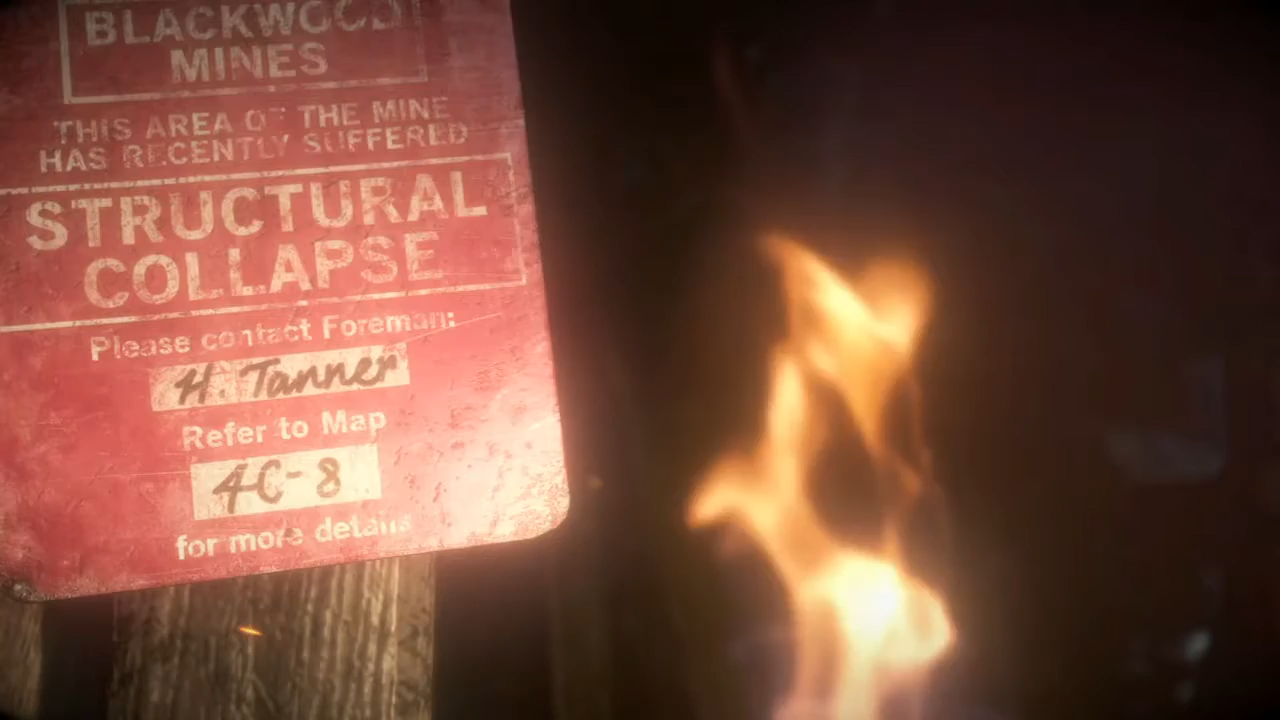 BLACKWOOD
MINES
THIS AREA OF THE MINE
HAS RECENTLY SUFFERED
STRUCTURAL
COLLAPSE
Please contact Foreman:
H. Tanner
Refer to Map
4C-8
for more details